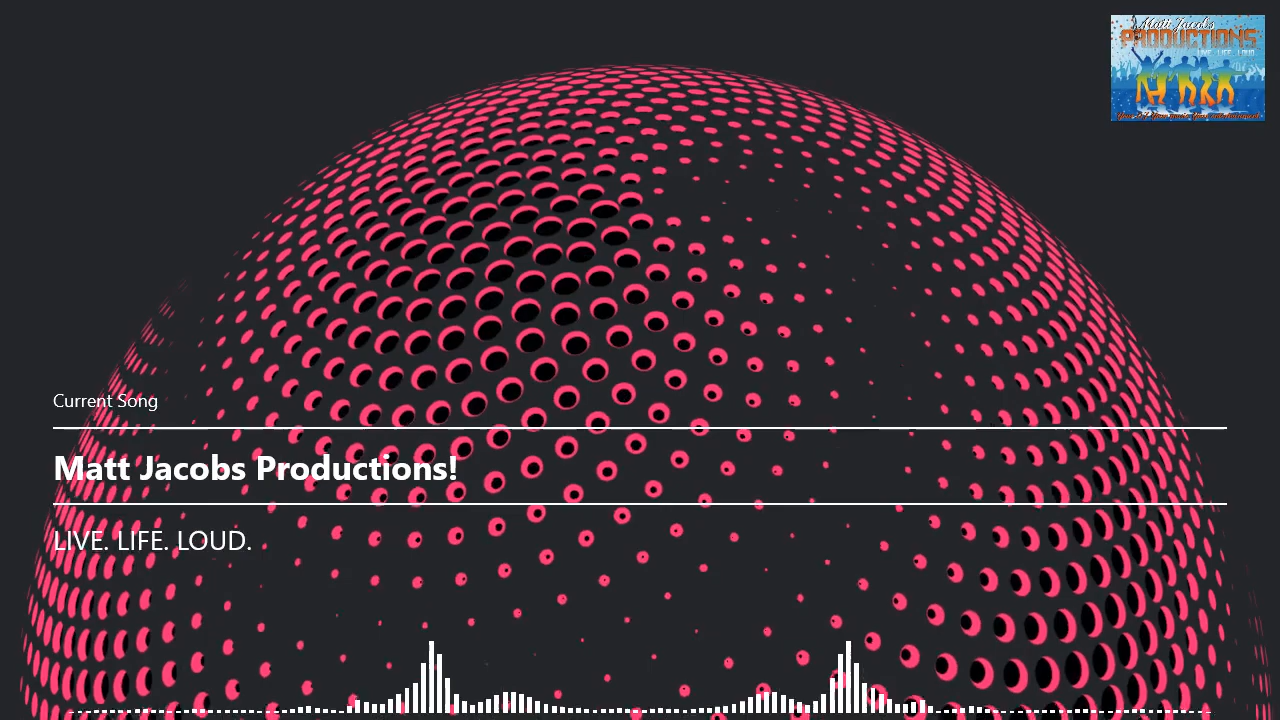 Matt Jacobs
PRODUCTIONS
LIVE. LIFE. LOUD.
Current Song
Matt Jacobs Productions!
LIVE. LIFE. LOUD.